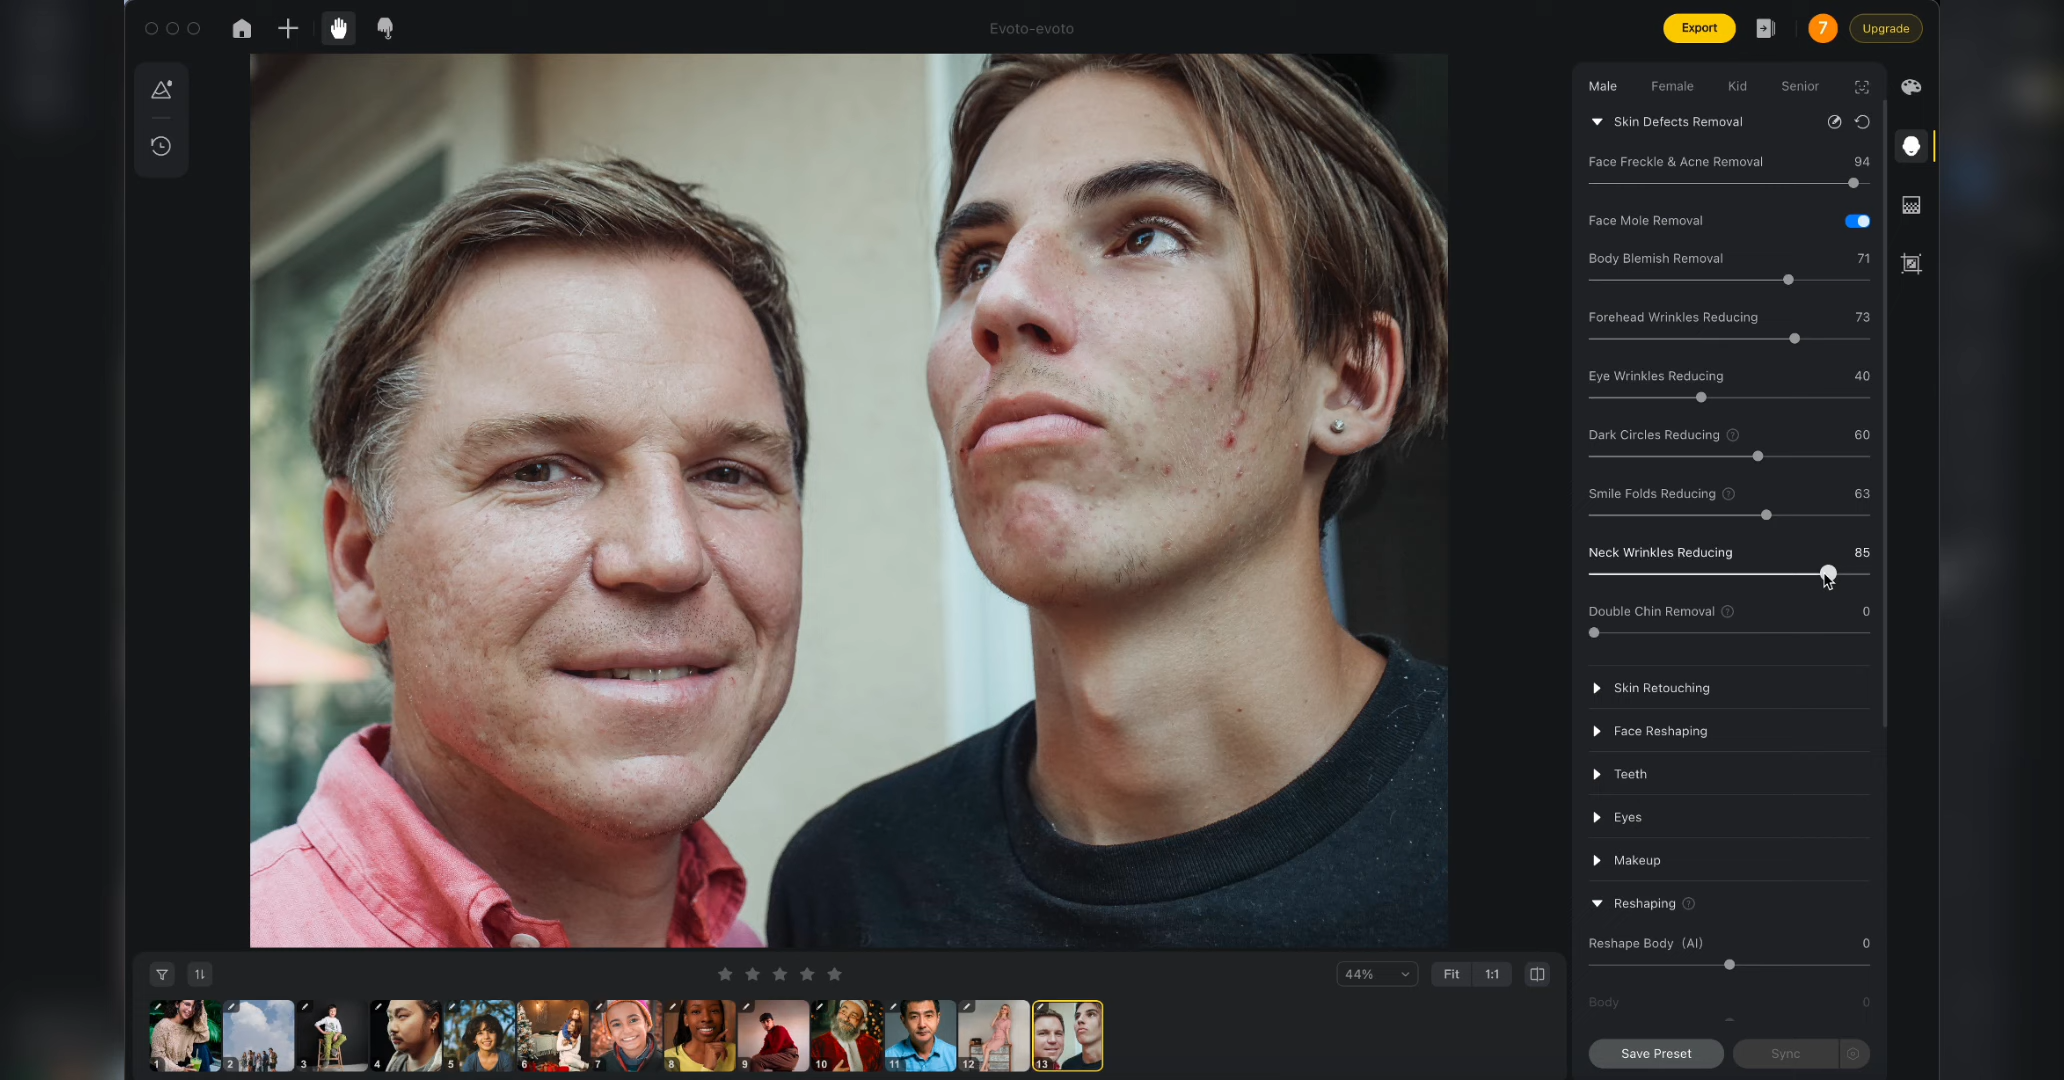 Evoto-evoto
Export
7
Upgrade
Male Female Kid Senior
Skin Defects Removal
Face Freckle & Acne Removal 94
Face Mole Removal
Body Blemish Removal 71
Forehead Wrinkles Reducing 73
Eye Wrinkles Reducing 40
Dark Circles Reducing ? 60
Smile Folds Reducing ? 63
Neck Wrinkles Reducing 85
Double Chin Removal ? 0
Skin Retouching
Face Reshaping
Teeth
Eyes
Makeup
Reshaping ?
Reshape Body (AI) 0
Body 0
Save Preset Sync
44% Fit 1:1
1 2 3 4 5 6 7 8 9 10 11 12 13